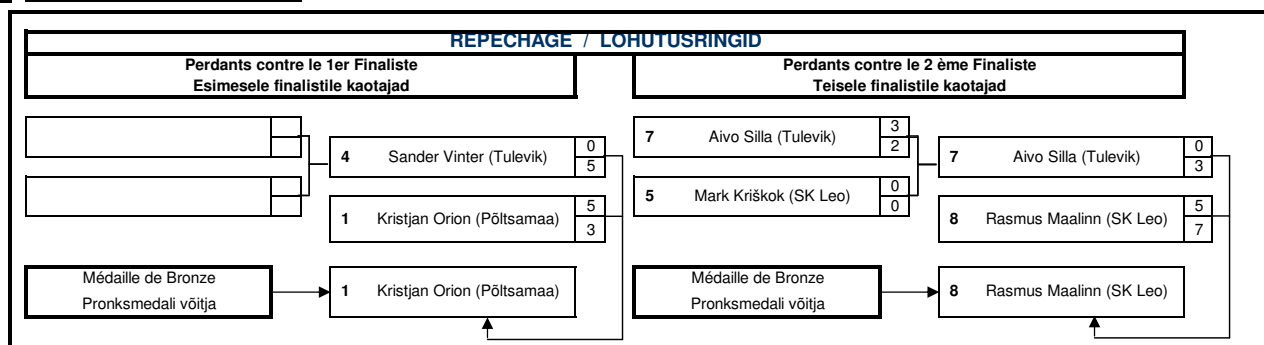 REPECHAGE / LOHUTUSRINGID
Perdants contre le 1er Finaliste
Esimesele finalistile kaotajad
Perdants contre le 2 ème Finaliste
Teisele finalistile kaotajad
4 Sander Vinter (Tulevik) 0
5
1 Kristjan Orion (Põltsamaa) 5
3
Médaille de Bronze
Pronksmedali võitja
1 Kristjan Orion (Põltsamaa)
7 Aivo Silla (Tulevik) 3
2
5 Mark Kriškok (SK Leo) 0
0
7 Aivo Silla (Tulevik) 0
3
8 Rasmus Maalinn (SK Leo) 5
7
Médaille de Bronze
Pronksmedali võitja
8 Rasmus Maalinn (SK Leo)